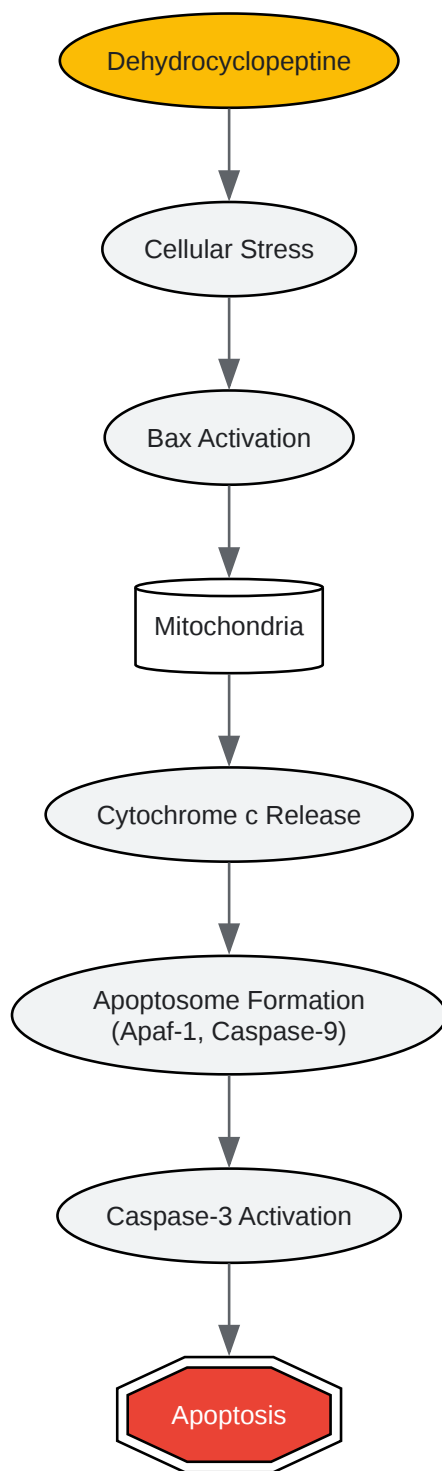 Dehydrocyclopeptine
Cellular Stress
Bax Activation
Mitochondria
Cytochrome c Release
Apoptosome Formation
(Apaf-1, Caspase-9)
Caspase-3 Activation
Apoptosis